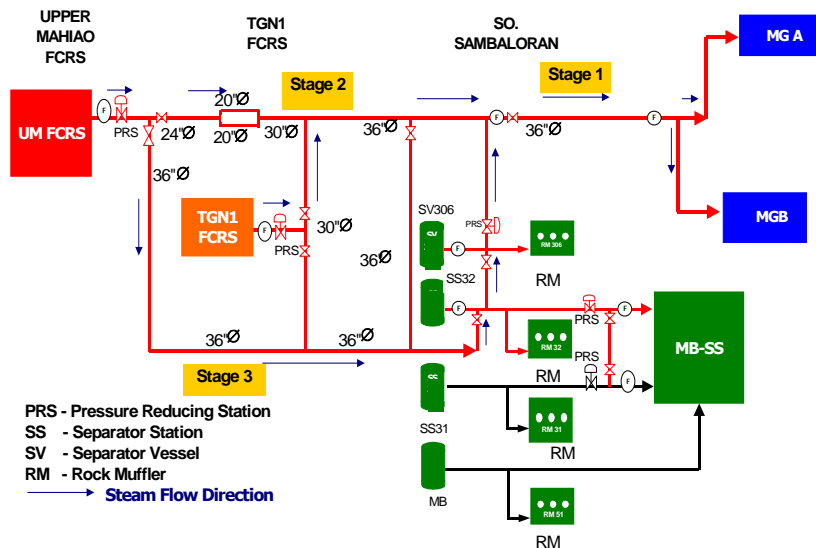 UPPER
MAHIAO
FCRS
TGN1
FCRS
SO.
SAMBALORAN
MG A
Stage 2
Stage 1
20"Ø
F
UM FCRS
PRS
24"Ø
20"Ø
30"Ø
36"Ø
F
36"Ø
F
36"Ø
TGN1
FCRS
F
PRS
30"Ø
SV306
SV
PRS
F
RM 306
RM
MGB
36"Ø
SS32
F
PRS
F
RM 32
RM
MB-SS
36"Ø
36"Ø
Stage 3
PRS
F
SS31
RM 31
RM
MB
RM 51
RM
PRS - Pressure Reducing Station
SS - Separator Station
SV - Separator Vessel
RM - Rock Muffler
Steam Flow Direction